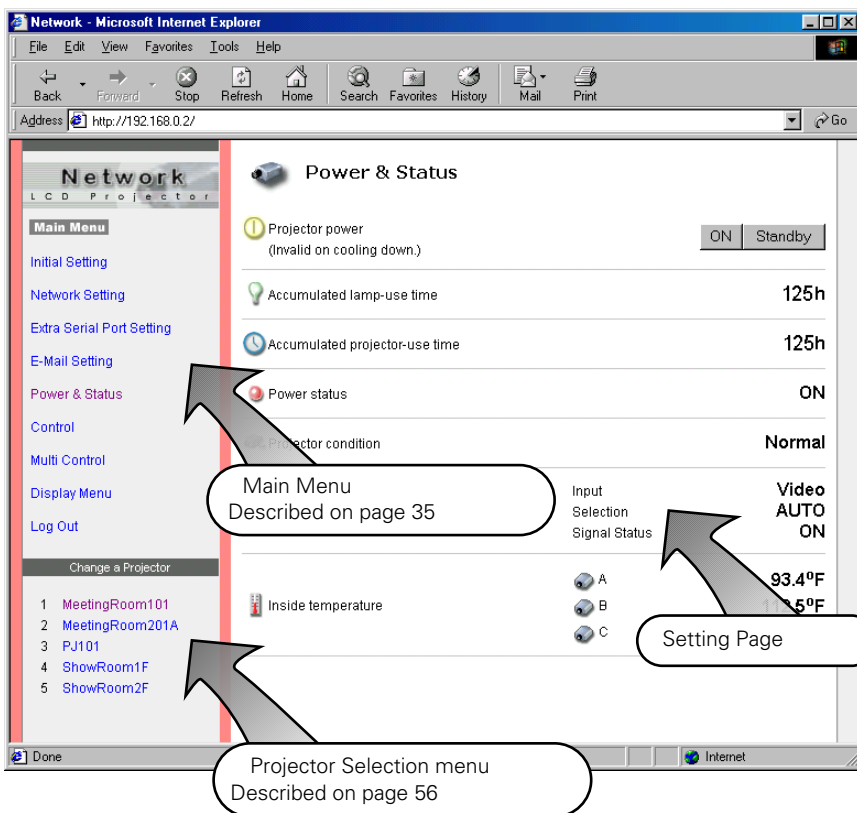 Network - Microsoft Internet Explorer
File Edit View Favorites Tools Help
Back Forward Stop Refresh Home Search Favorites History Mail Print
Address http://192.168.0.2/ Go
Network
LCD Projector
Main Menu
Initial Setting
Network Setting
Extra Serial Port Setting
E-Mail Setting
Power & Status
Control
Multi Control
Display Menu
Log Out
Change a Projector
1 MeetingRoom101
2 MeetingRoom201A
3 PJ101
4 ShowRoom1F
5 ShowRoom2F
Power & Status
Projector power
(Invalid on cooling down.)
ON Standby
Accumulated lamp-use time 125h
Accumulated projector-use time 125h
Power status ON
Projector condition Normal
Input Video
Selection AUTO
Signal Status ON
Inside temperature
A 93.4ºF
B 5ºF
C
Main Menu
Described on page 35
Setting Page
Projector Selection menu
Described on page 56
Done
Internet